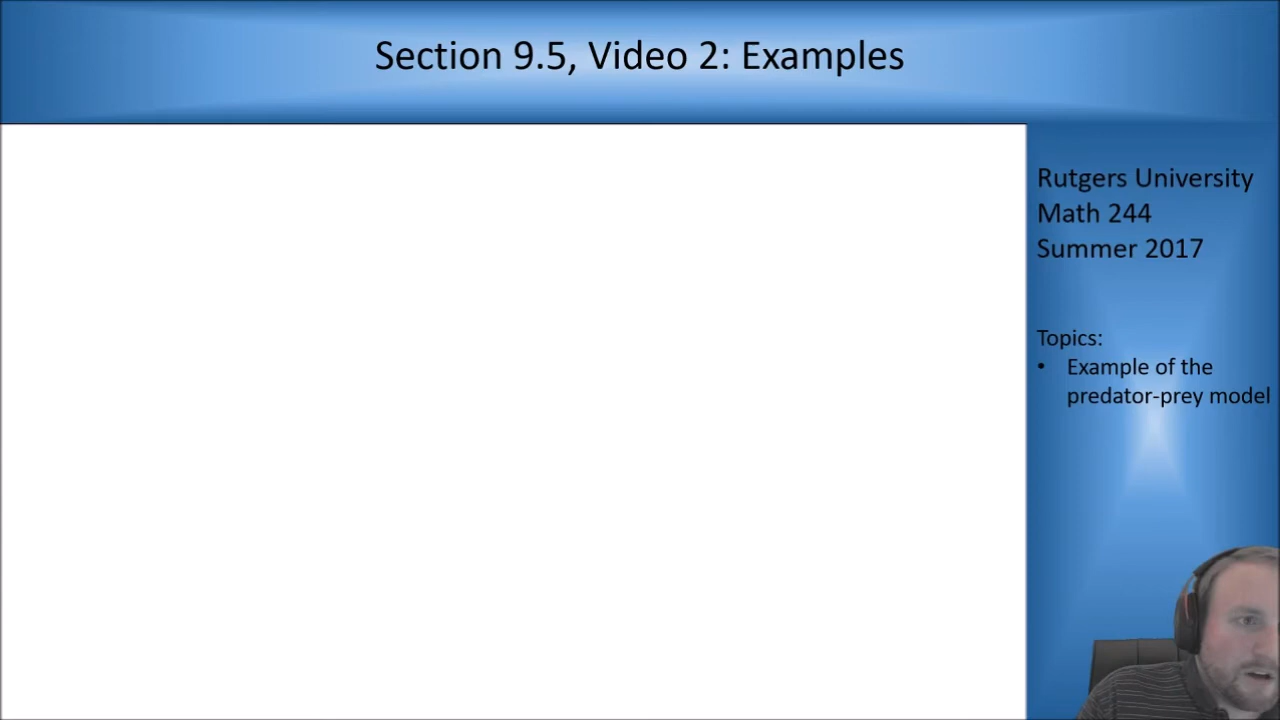 Section 9.5, Video 2: Examples
Rutgers University
Math 244
Summer 2017
Topics:
• Example of the
predator-prey model